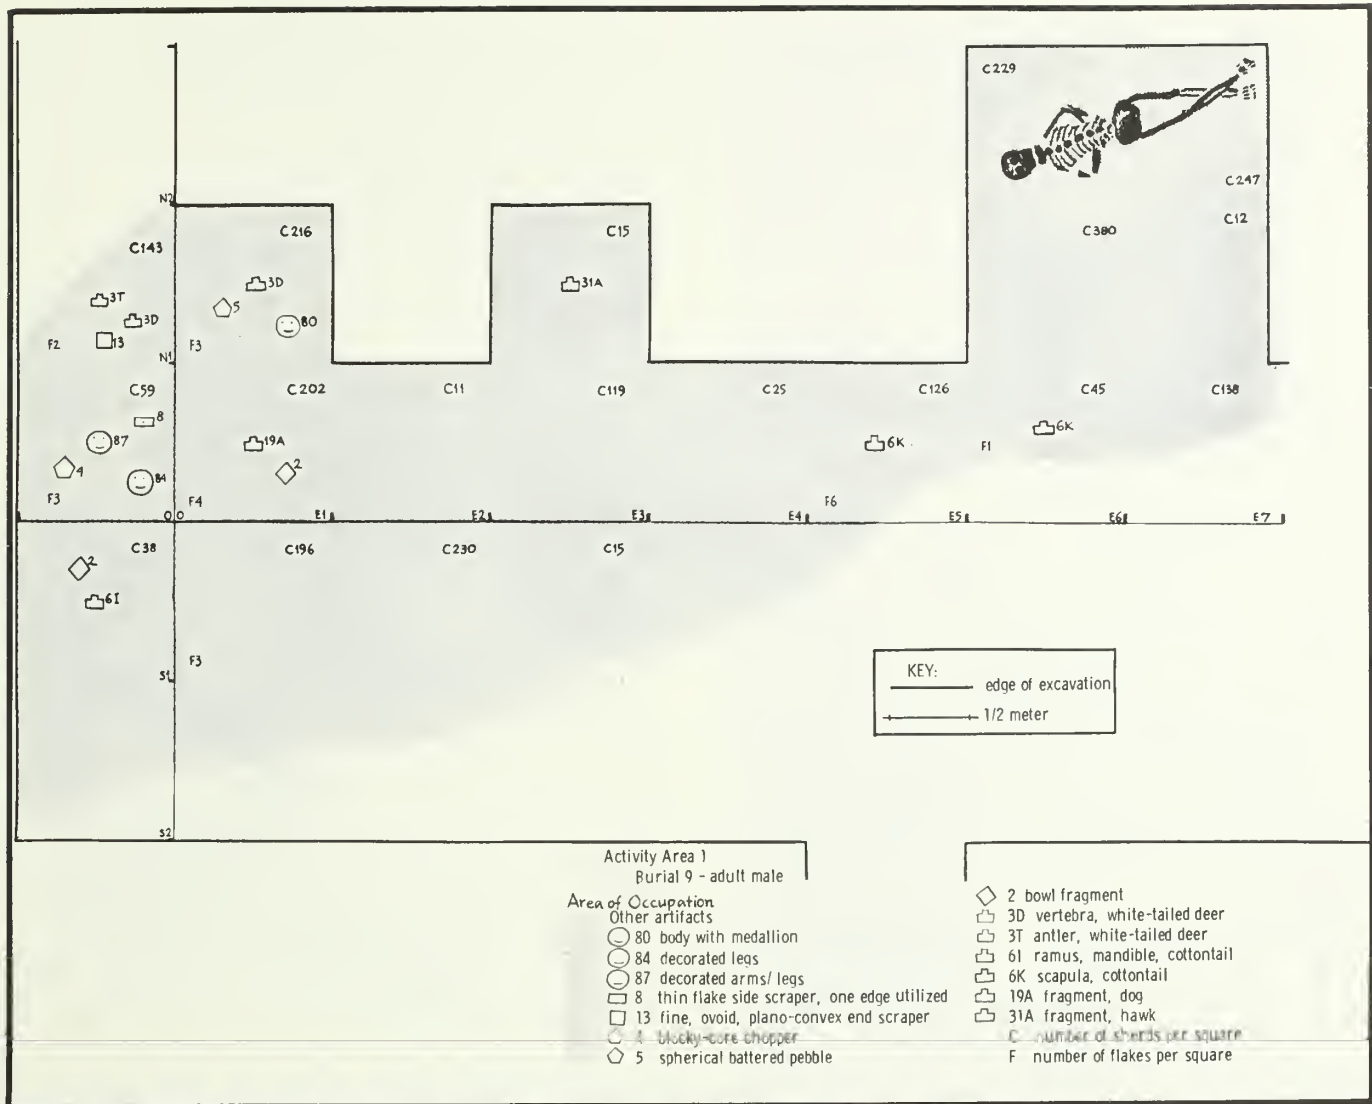 C229
C247
N2
C143
C216
C15
C380
C12
3T
3D
3D
31A
5
80
13
F2
N1
F3
C59
C202
C11
C119
C25
C126
C45
C138
8
87
19A
6K
F1
6K
4
84
2
F3
F4
F6
0,0
E1
E2
E3
E4
E5
E6
E7
C38
C196
C230
C15
2
6I
S1
F3
KEY:
edge of excavation
1/2 meter
S2
Activity Area 1
Burial 9 - adult male
Area of Occupation
Other artifacts
80 body with medallion
84 decorated legs
87 decorated arms/ legs
8 thin flake side scraper, one edge utilized
13 fine, ovoid, plano-convex end scraper
4 blocky-core chopper
5 spherical battered pebble
2 bowl fragment
3D vertebra, white-tailed deer
3T antler, white-tailed deer
6I ramus, mandible, cottontail
6K scapula, cottontail
19A fragment, dog
31A fragment, hawk
C number of sherds per square
F number of flakes per square